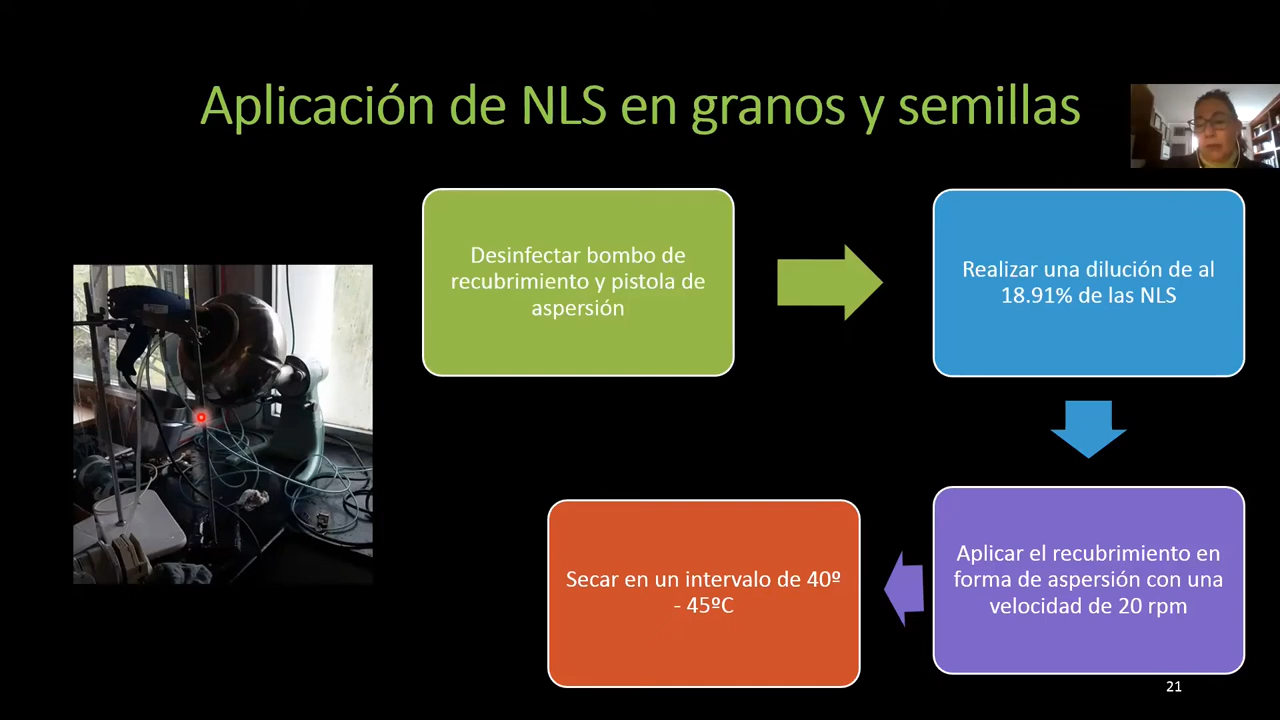 Aplicación de NLS en granos y semillas
Desinfectar bombo de
recubrimiento y pistola de
aspersión
Realizar una dilución de al
18.91% de las NLS
Aplicar el recubrimiento en
forma de aspersión con una
velocidad de 20 rpm
Secar en un intervalo de 40º
- 45ºC
21